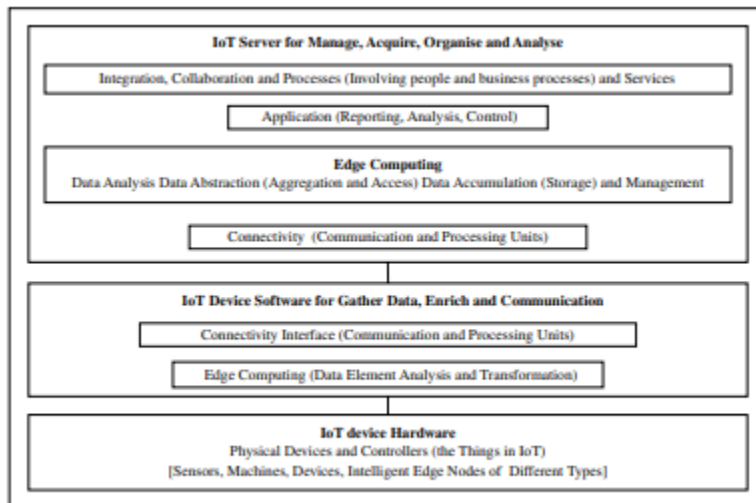 IoT Server for Manage, Acquire, Organise and Analyse
Integration, Collaboration and Processes (Involving people and business processes) and Services
Application (Reporting, Analysis, Control)
Edge Computing
Data Analysis Data Abstraction (Aggregation and Access) Data Accumulation (Storage) and Management
Connectivity (Communication and Processing Units)
IoT Device Software for Gather Data, Enrich and Communication
Connectivity Interface (Communication and Processing Units)
Edge Computing (Data Element Analysis and Transformation)
IoT device Hardware
Physical Devices and Controllers (the Things in IoT)
[Sensors, Machines, Devices, Intelligent Edge Nodes of Different Types]